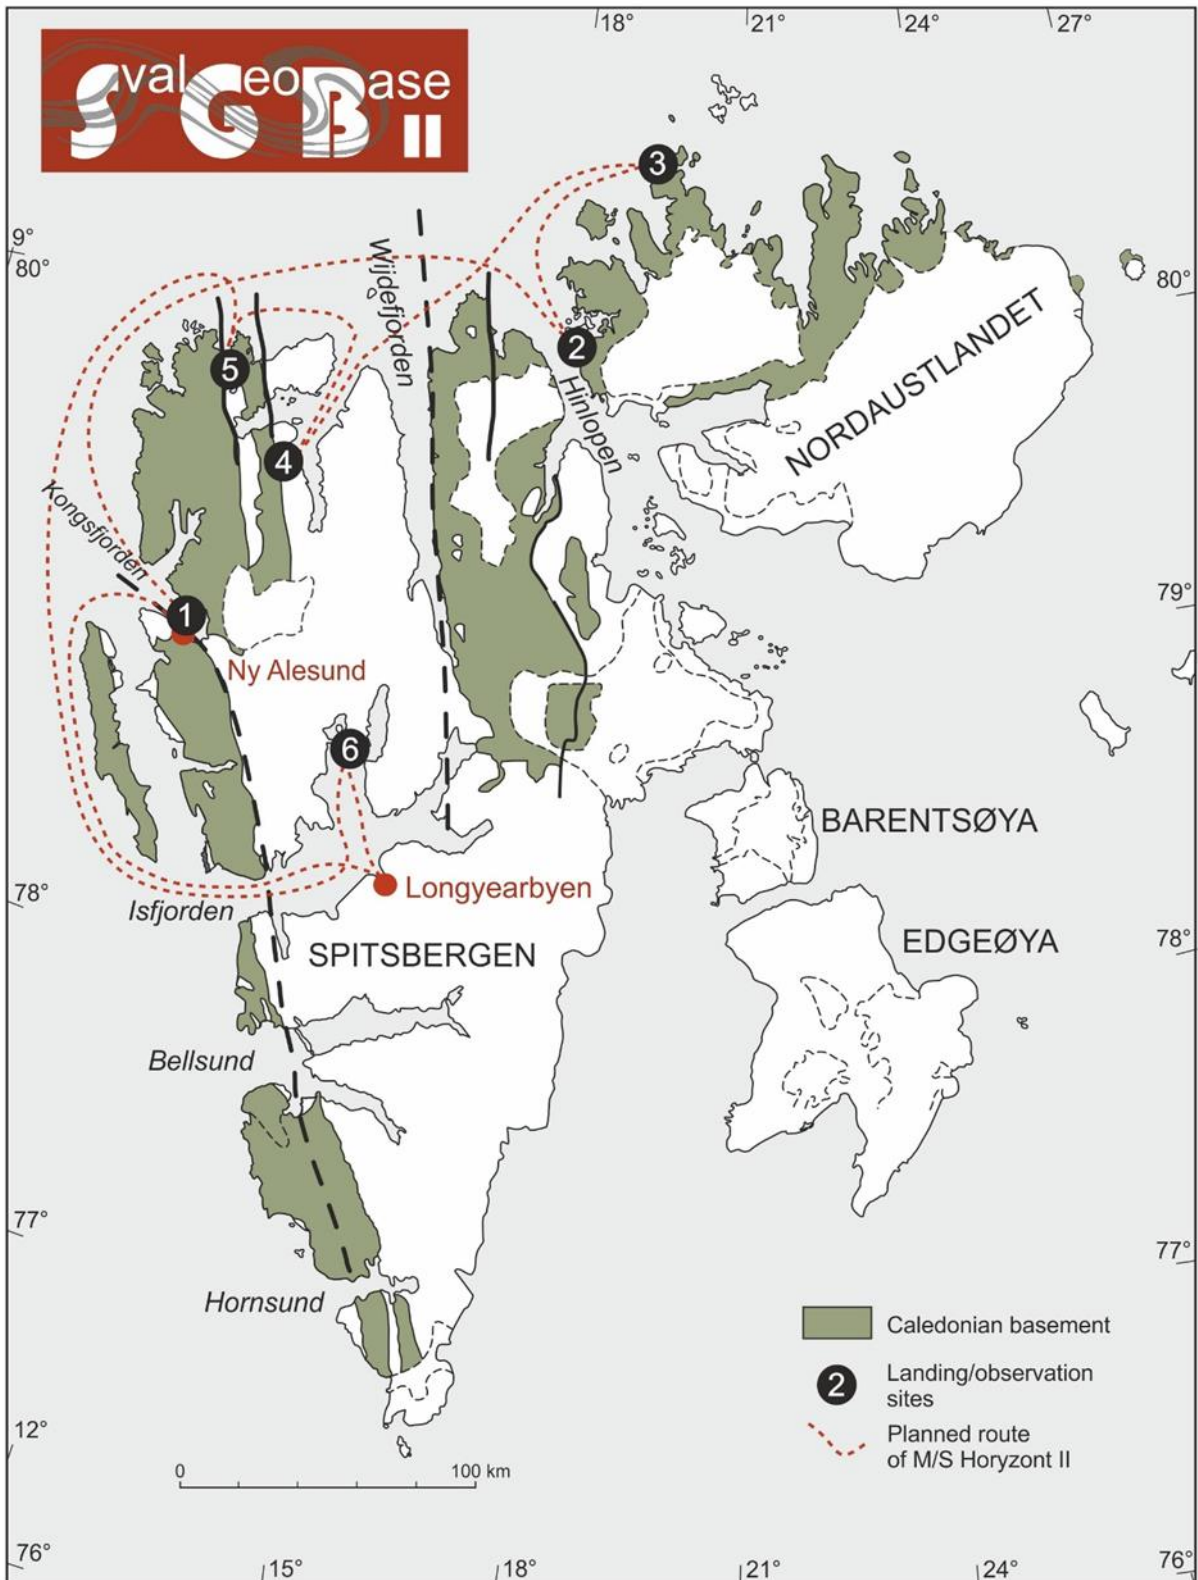 18°
21°
24°
27°
SvalGeoBase
II
3
9°
80°
Wijdefjorden
80°
2
5
Hinlopen
NORDAUSTLANDET
4
Kongsfjorden
79°
1
Ny Alesund
6
BARENTSØYA
78°
Longyearbyen
Isfjorden
SPITSBERGEN
EDGEØYA
78°
Bellsund
77°
77°
Hornsund
Caledonian basement
2
Landing/observation
sites
Planned route
of M/S Horyzont II
12°
0
100 km
76°
15°
18°
21°
24°
76°